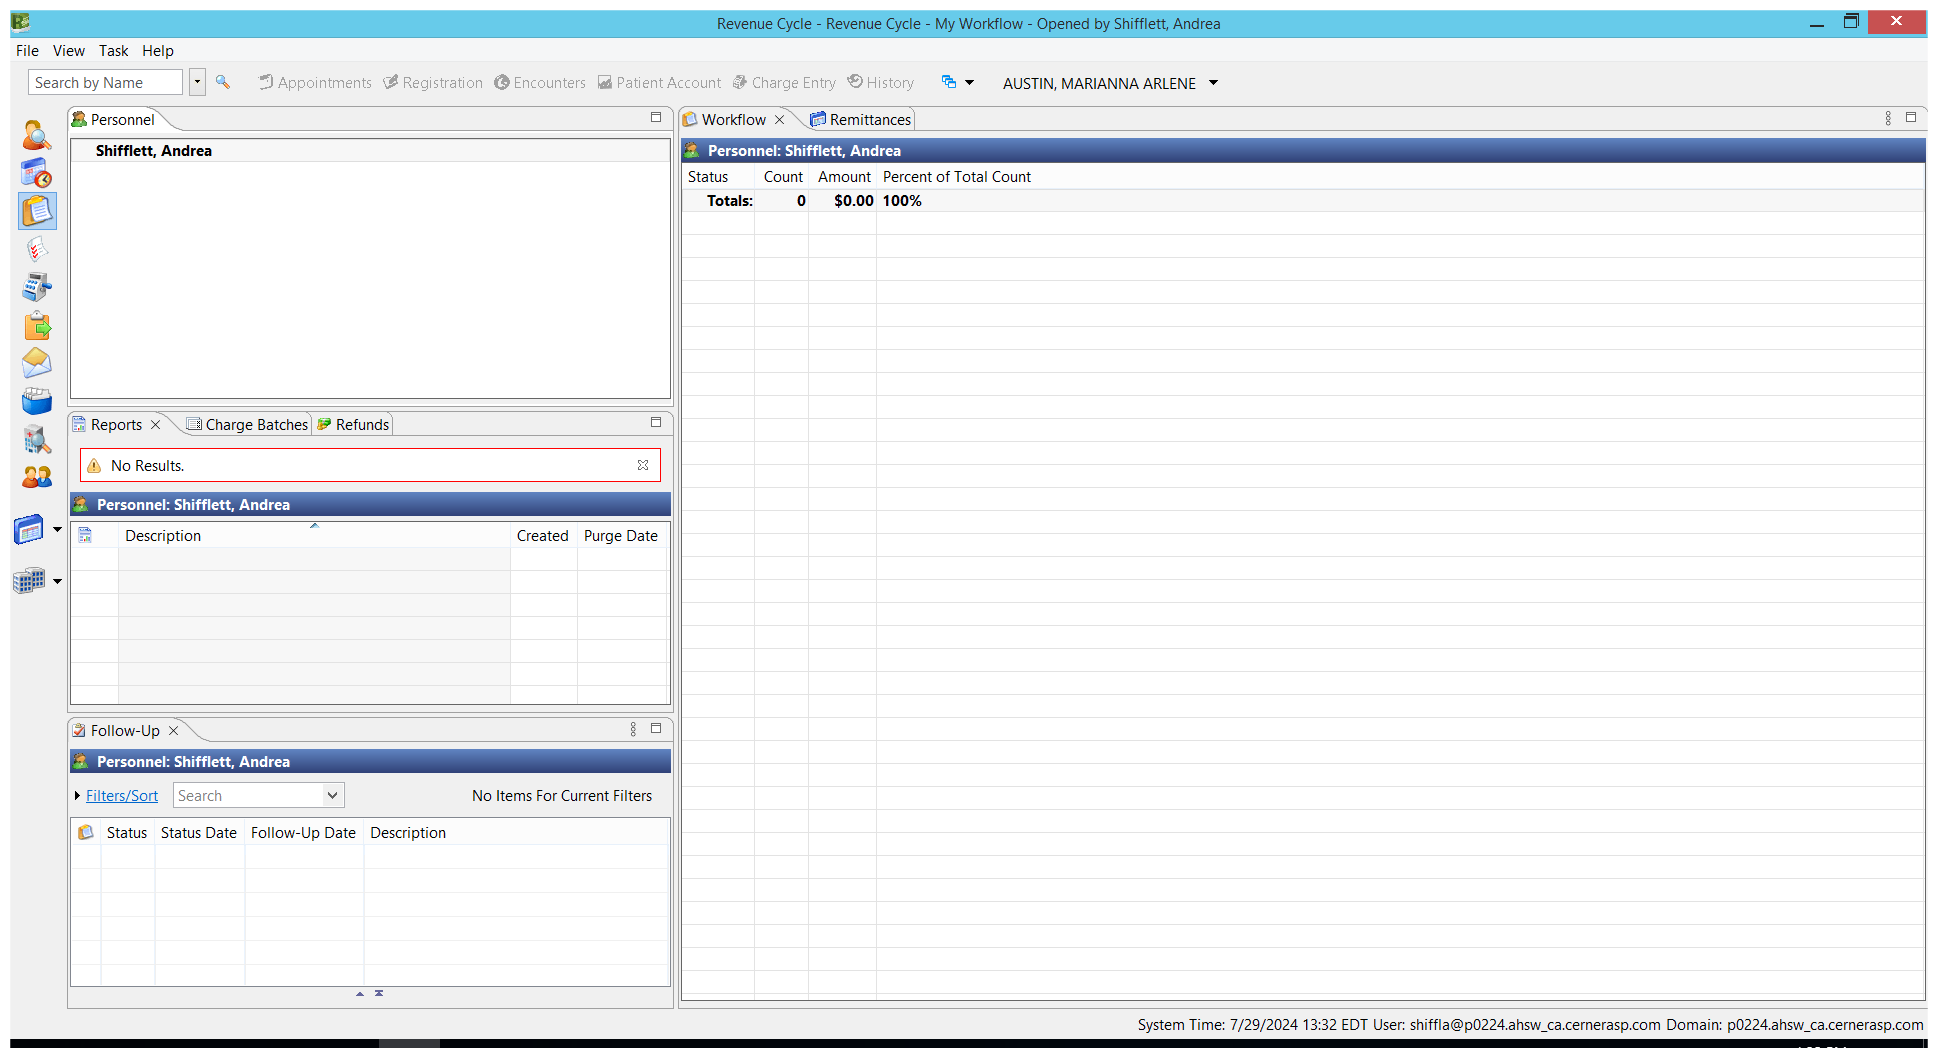 Revenue Cycle - Revenue Cycle - My Workflow - Opened by Shifflett, Andrea
File View Task Help
Search by Name Appointments Registration Encounters Patient Account Charge Entry History AUSTIN, MARIANNA ARLENE
Personnel
Shifflett, Andrea
Reports Charge Batches Refunds
No Results.
Personnel: Shifflett, Andrea
Description Created Purge Date
Follow-Up
Personnel: Shifflett, Andrea
Filters/Sort Search No Items For Current Filters
Status Status Date Follow-Up Date Description
Workflow Remittances
Personnel: Shifflett, Andrea
Status Count Amount Percent of Total Count
Totals: 0 $0.00 100%
System Time: 7/29/2024 13:32 EDT User: shiffla@p0224.ahsw_ca.cernerasp.com Domain: p0224.ahsw_ca.cernerasp.com